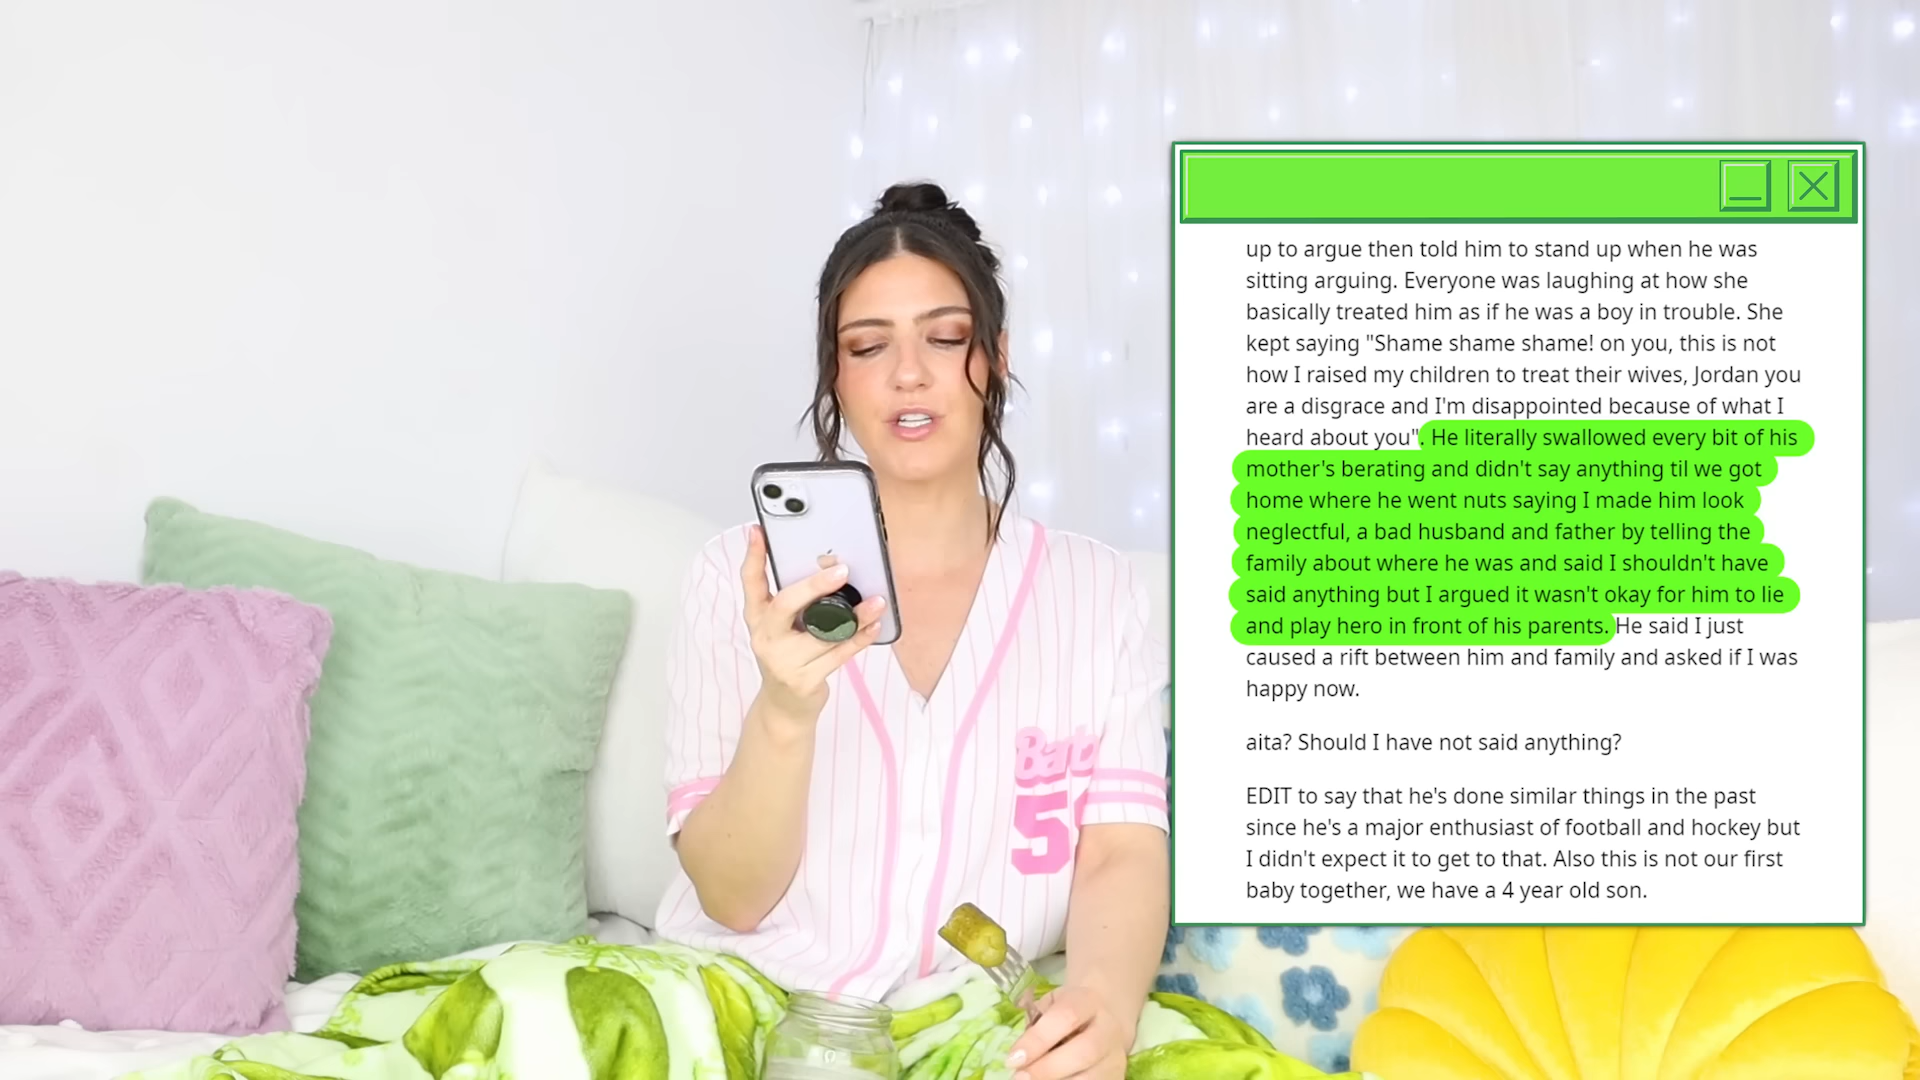 up to argue then told him to stand up when he was
sitting arguing. Everyone was laughing at how she
basically treated him as if he was a boy in trouble. She
kept saying "Shame shame shame! on you, this is not
how I raised my children to treat their wives, Jordan you
are a disgrace and I'm disappointed because of what I
heard about you". He literally swallowed every bit of his
mother's berating and didn't say anything til we got
home where he went nuts saying I made him look
neglectful, a bad husband and father by telling the
family about where he was and said I shouldn't have
said anything but I argued it wasn't okay for him to lie
and play hero in front of his parents. He said I just
caused a rift between him and family and asked if I was
happy now.
aita? Should I have not said anything?
EDIT to say that he's done similar things in the past
since he's a major enthusiast of football and hockey but
I didn't expect it to get to that. Also this is not our first
baby together, we have a 4 year old son.
Barb
5